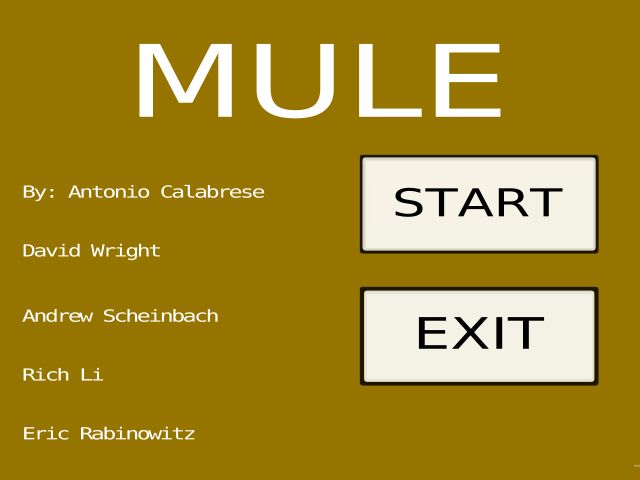 MULE
By: Antonio Calabrese
David Wright
Andrew Scheinbach
Rich Li
Eric Rabinowitz
START
EXIT